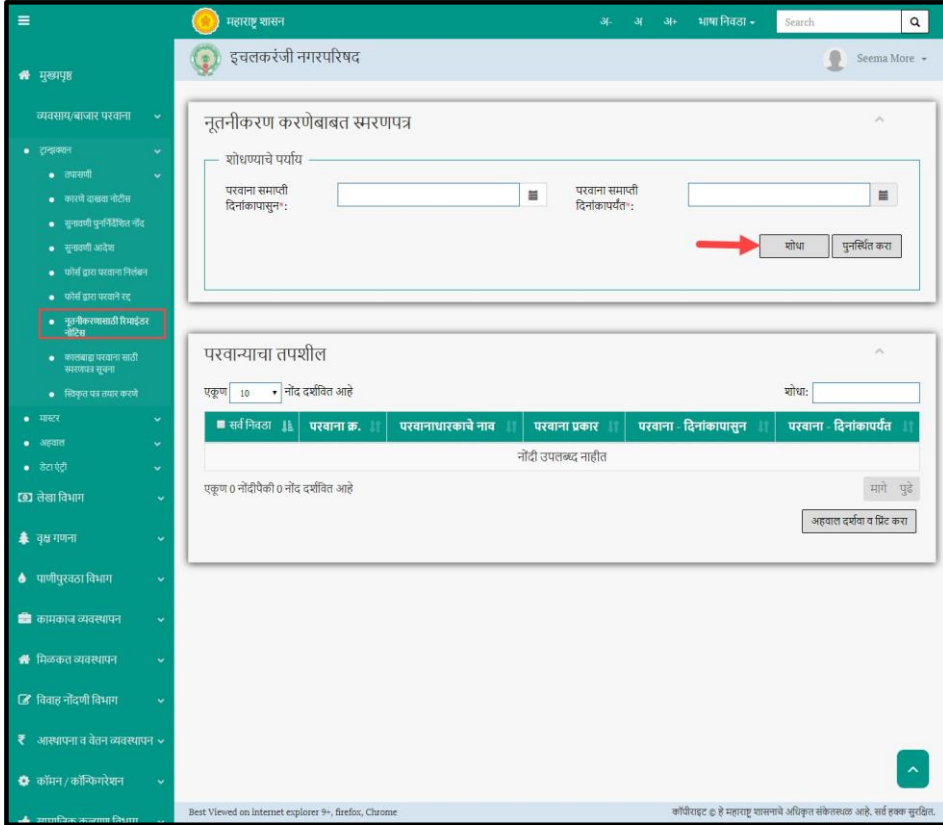 महाराष्ट्र शासन
अ- अ अ+ भाषा निवडा
Search
इचलकरंजी नगरपरिषद
Seema More
मुख्यपृष्ठ
व्यवसाय/बाजार परवाना
ट्रान्झक्शन
तपासणी
कारणे दाखवा नोटीस
सुनावणी पुनर्निर्देशित नोंद
सुनावणी आदेश
फोर्स द्वारा परवाना निलंबन
फोर्स द्वारा परवाने रद्द
नूतनीकरणासाठी रिमाईंडर
नोटिस
कालबाह्य परवाना साठी
स्मरणपत्र सूचना
स्विकृत पत्र तयार करणे
मास्टर
अहवाल
डेटा एंट्री
लेखा विभाग
वृक्ष गणना
पाणीपुरवठा विभाग
कामकाज व्यवस्थापन
मिळकत व्यवस्थापन
विवाह नोंदणी विभाग
आस्थापना व वेतन व्यवस्थापन
कॉमन / कॉन्फिगरेशन
सामाजिक कल्याण विभाग
नूतनीकरण करणेबाबत स्मरणपत्र
शोधण्याचे पर्याय
परवाना समाप्ती
दिनांकापासुन*:
परवाना समाप्ती
दिनांकापर्यंत*:
शोधा पुनर्स्थित करा
परवान्याचा तपशील
एकूण 10 नोंद दर्शवित आहे
शोधा:
सर्व निवडा परवाना क्र. परवानाधारकाचे नाव परवाना प्रकार परवाना - दिनांकापासुन परवाना - दिनांकापर्यंत
नोंदी उपलब्ध नाहीत
एकूण 0 नोंदीपैकी 0 नोंद दर्शवित आहे
मागे पुढे
अहवाल दर्शवा व प्रिंट करा
Best Viewed on internet explorer 9+, firefox, Chrome
कॉपीराइट © हे महाराष्ट्र शासनाचे अधिकृत संकेतस्थळ आहे. सर्व हक्क सुरक्षित.